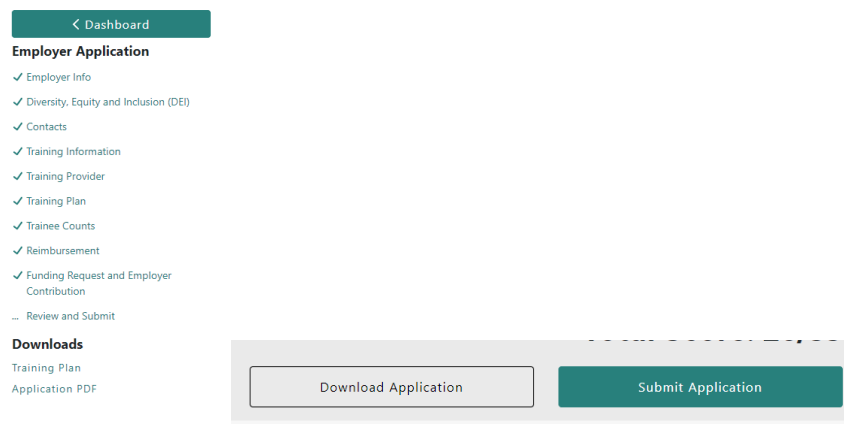 Dashboard
Employer Application
Employer Info
Diversity, Equity and Inclusion (DEI)
Contacts
Training Information
Training Provider
Training Plan
Trainee Counts
Reimbursement
Funding Request and Employer
Contribution
... Review and Submit
Downloads
Training Plan
Application PDF
Download Application
Submit Application